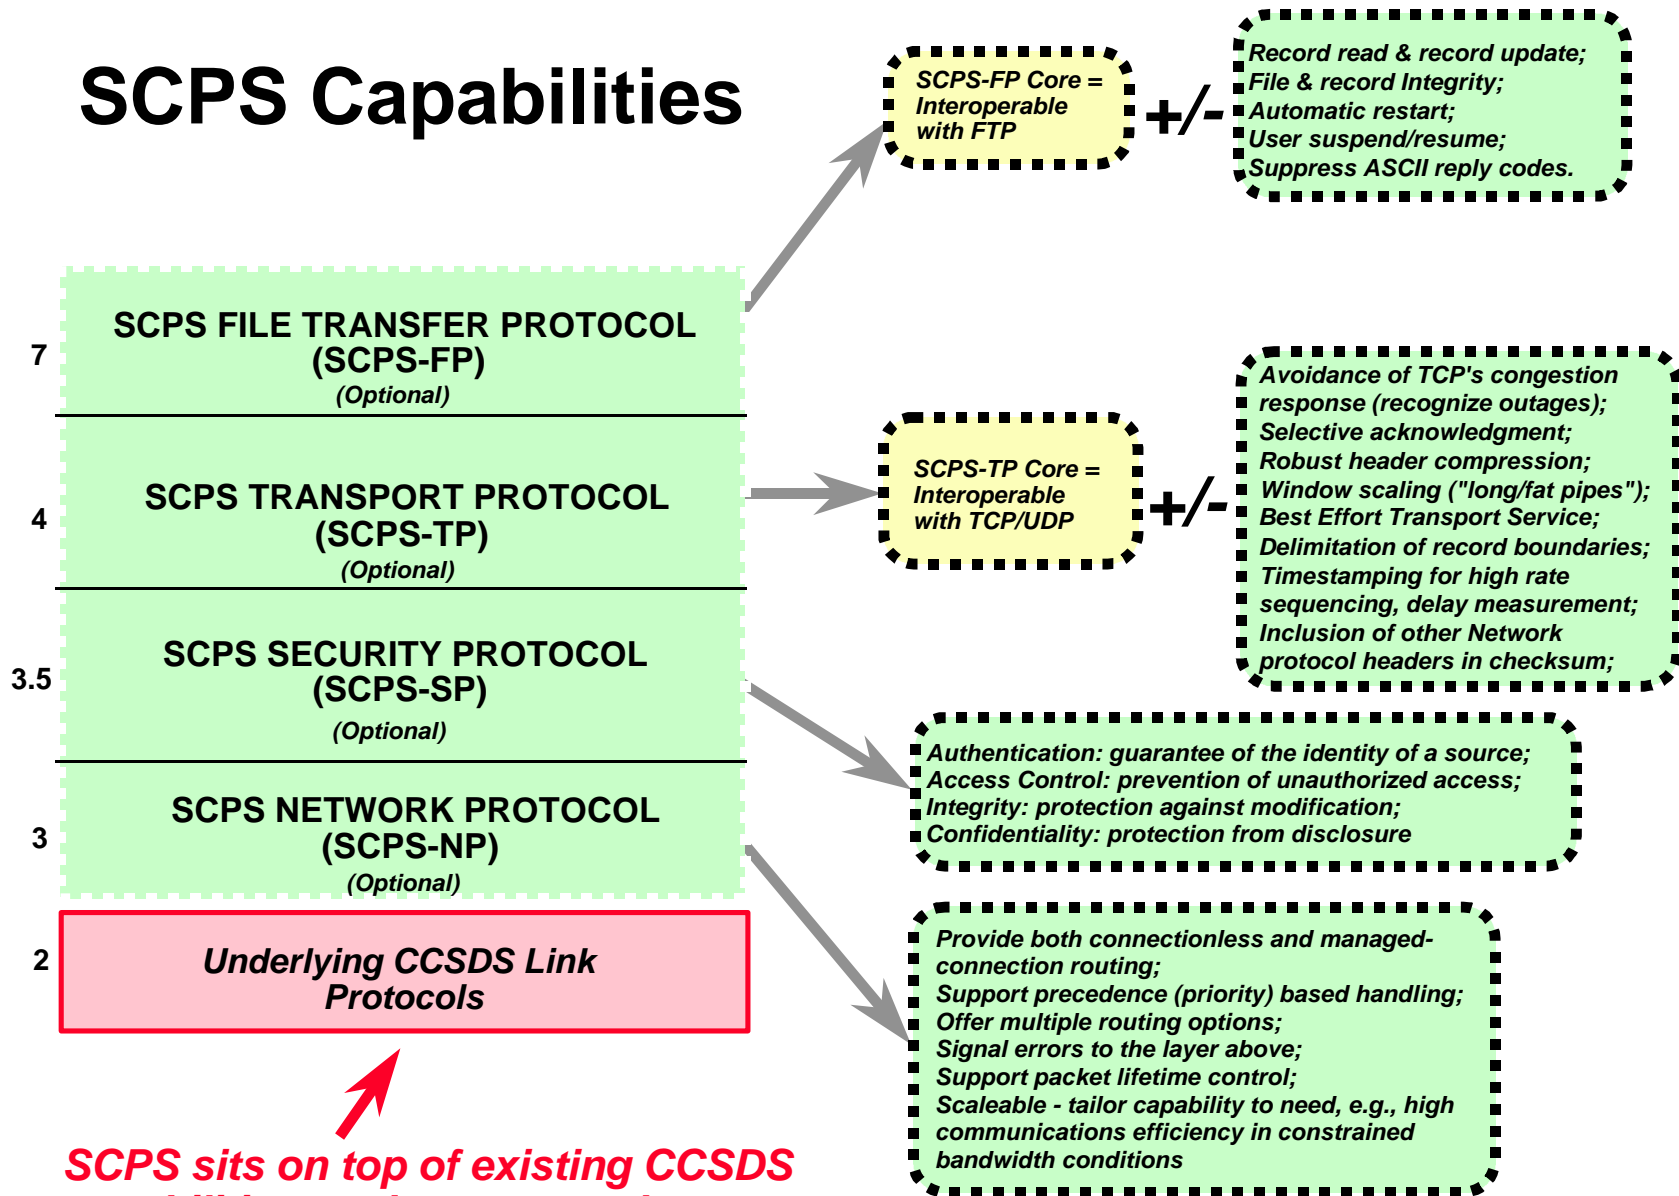 SCPS Capabilities
SCPS-FP Core =
Interoperable
with FTP
+/-
Record read & record update;
File & record Integrity;
Automatic restart;
User suspend/resume;
Suppress ASCII reply codes.
7
SCPS FILE TRANSFER PROTOCOL
(SCPS-FP)
(Optional)
4
SCPS TRANSPORT PROTOCOL
(SCPS-TP)
(Optional)
SCPS-TP Core =
Interoperable
with TCP/UDP
+/-
Avoidance of TCP's congestion
response (recognize outages);
Selective acknowledgment;
Robust header compression;
Window scaling ("long/fat pipes");
Best Effort Transport Service;
Delimitation of record boundaries;
Timestamping for high rate
sequencing, delay measurement;
Inclusion of other Network
protocol headers in checksum;
3.5
SCPS SECURITY PROTOCOL
(SCPS-SP)
(Optional)
Authentication: guarantee of the identity of a source;
Access Control: prevention of unauthorized access;
Integrity: protection against modification;
Confidentiality: protection from disclosure
3
SCPS NETWORK PROTOCOL
(SCPS-NP)
(Optional)
Provide both connectionless and managed-
connection routing;
Support precedence (priority) based handling;
Offer multiple routing options;
Signal errors to the layer above;
Support packet lifetime control;
Scaleable - tailor capability to need, e.g., high
communications efficiency in constrained
bandwidth conditions
2
Underlying CCSDS Link
Protocols
SCPS sits on top of existing CCSDS